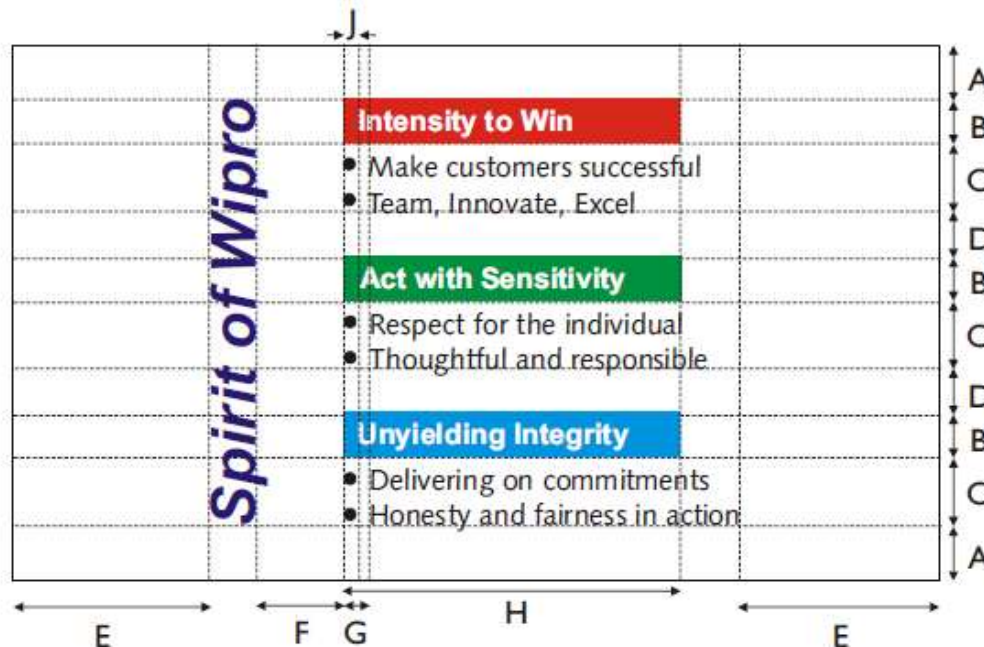 J
A
Intensity to Win
B
Make customers successful
Team, Innovate, Excel
C
D
Act with Sensitivity
B
Respect for the individual
Thoughtful and responsible
C
D
Unyielding Integrity
B
Delivering on commitments
Honesty and fairness in action
C
A
Spirit of Wipro
E
F
G
H
E